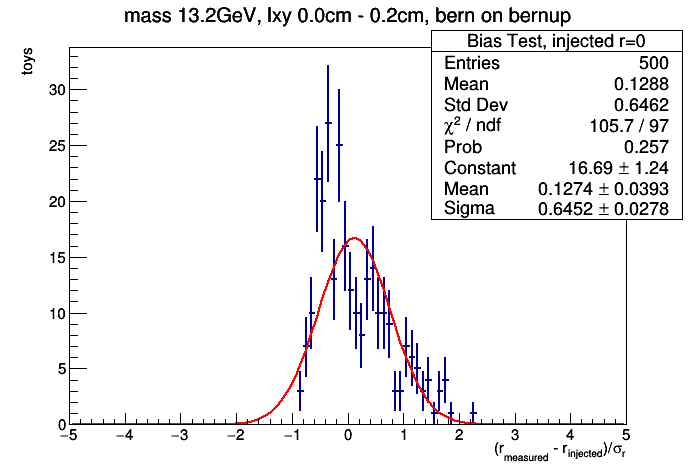 mass 13.2GeV, lxy 0.0cm - 0.2cm, bern on bernup
Bias Test, injected r=0
Entries 500
Mean 0.1288
Std Dev 0.6462
χ² / ndf 105.7 / 97
Prob 0.257
Constant 16.69 ± 1.24
Mean 0.1274 ± 0.0393
Sigma 0.6452 ± 0.0278
toys
30
25
20
15
10
5
0
−5 −4 −3 −2 −1 0 1 2 3 4 5
(r_measured - r_injected)/σ_r